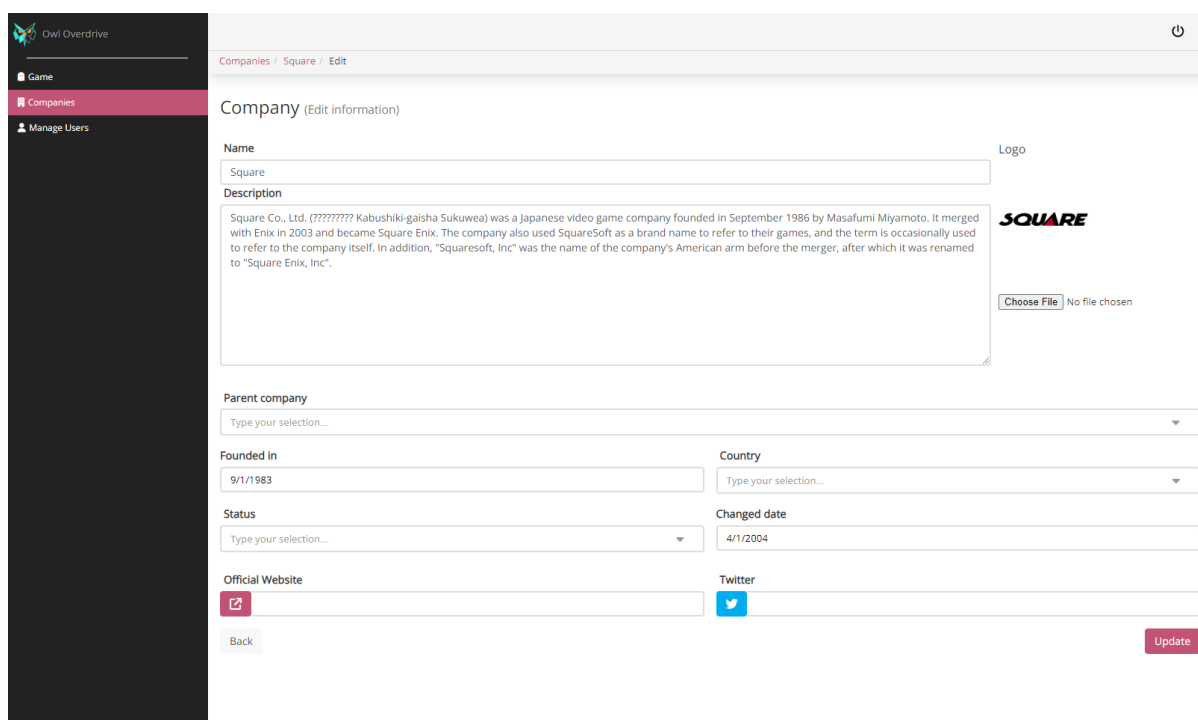 Owl Overdrive
Game
Companies
Manage Users
Companies / Square / Edit
Company (Edit information)
Name
Square
Logo
Description
Square Co., Ltd. (????????? Kabushiki-gaisha Sukuwea) was a Japanese video game company founded in September 1986 by Masafumi Miyamoto. It merged
with Enix in 2003 and became Square Enix. The company also used SquareSoft as a brand name to refer to their games, and the term is occasionally used
to refer to the company itself. In addition, "Squaresoft, Inc" was the name of the company's American arm before the merger, after which it was renamed
to "Square Enix, Inc".
SQUARE
Choose File No file chosen
Parent company
Type your selection...
Founded in
Country
9/1/1983
Type your selection...
Status
Changed date
Type your selection...
4/1/2004
Official Website
Twitter
Back
Update